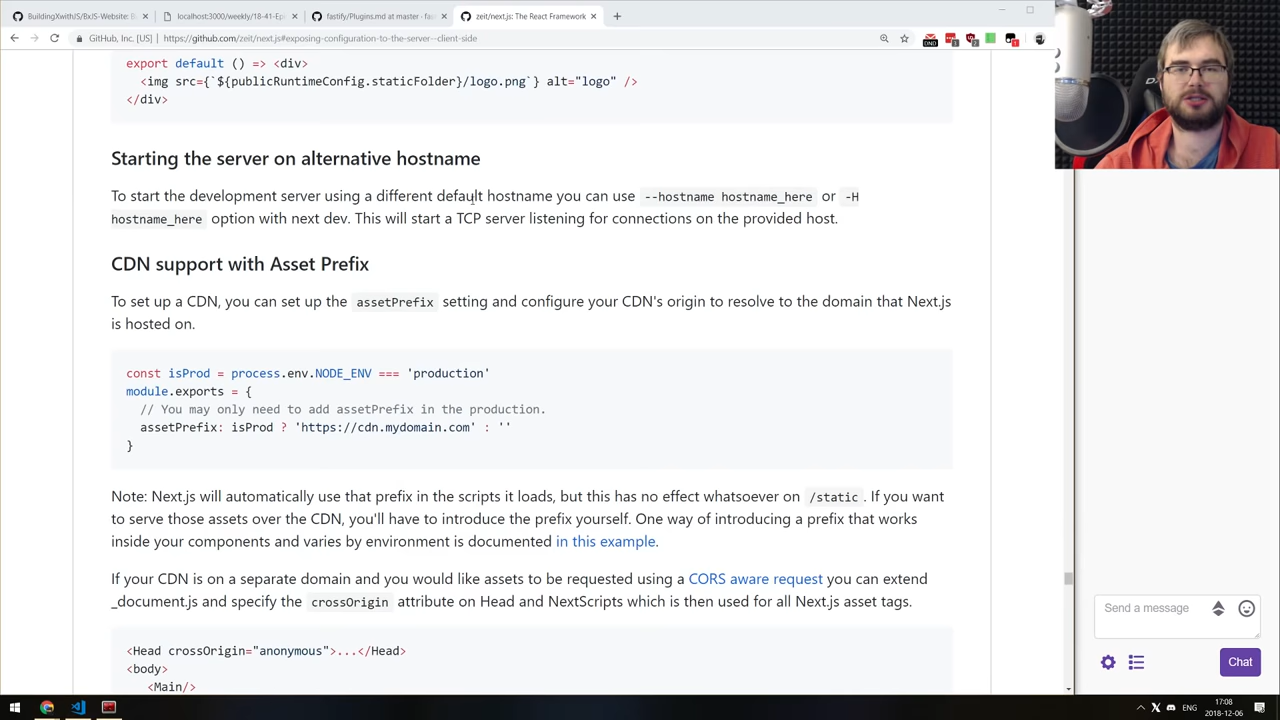 BuildingXwithJS/BxJS-Website: B
localhost:3000/weekly/18-41-Ep
fastify/Plugins.md at master · fas
zeit/next.js: The React Framework
GitHub, Inc. [US] | https://github.com/zeit/next.js#exposing-configuration-to-the-server--client-side
export default () => <div>
<img src={`${publicRuntimeConfig.staticFolder}/logo.png`} alt="logo" />
</div>
Starting the server on alternative hostname
To start the development server using a different default hostname you can use --hostname hostname_here or -H
hostname_here option with next dev. This will start a TCP server listening for connections on the provided host.
CDN support with Asset Prefix
To set up a CDN, you can set up the assetPrefix setting and configure your CDN's origin to resolve to the domain that Next.js
is hosted on.
const isProd = process.env.NODE_ENV === 'production'
module.exports = {
// You may only need to add assetPrefix in the production.
assetPrefix: isProd ? 'https://cdn.mydomain.com' : ''
}
Note: Next.js will automatically use that prefix in the scripts it loads, but this has no effect whatsoever on /static. If you want
to serve those assets over the CDN, you'll have to introduce the prefix yourself. One way of introducing a prefix that works
inside your components and varies by environment is documented in this example.
If your CDN is on a separate domain and you would like assets to be requested using a CORS aware request you can extend
_document.js and specify the crossOrigin attribute on Head and NextScripts which is then used for all Next.js asset tags.
<Head crossOrigin="anonymous">...</Head>
<body>
<Main/>
Send a message
Chat
ENG
17:08
2018-12-06